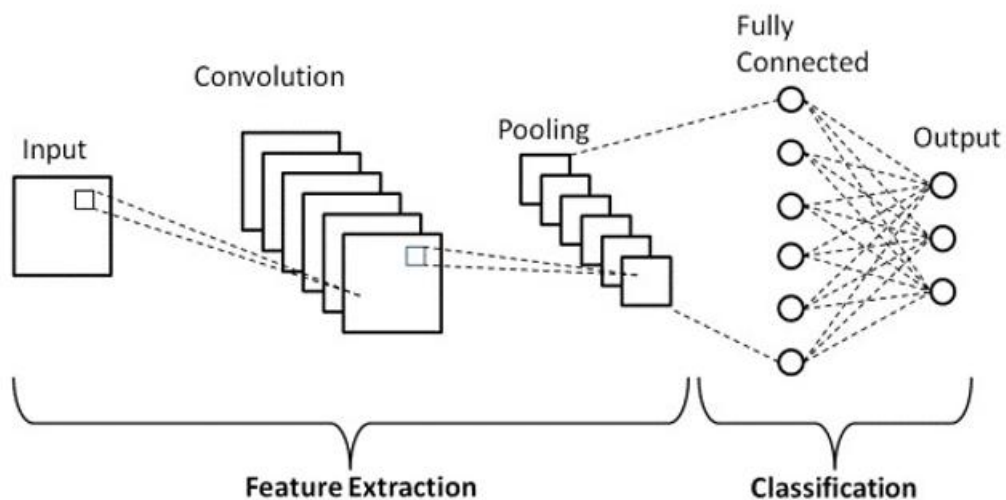 Fully
Connected
Convolution
Pooling
Input
Output
Feature Extraction
Classification